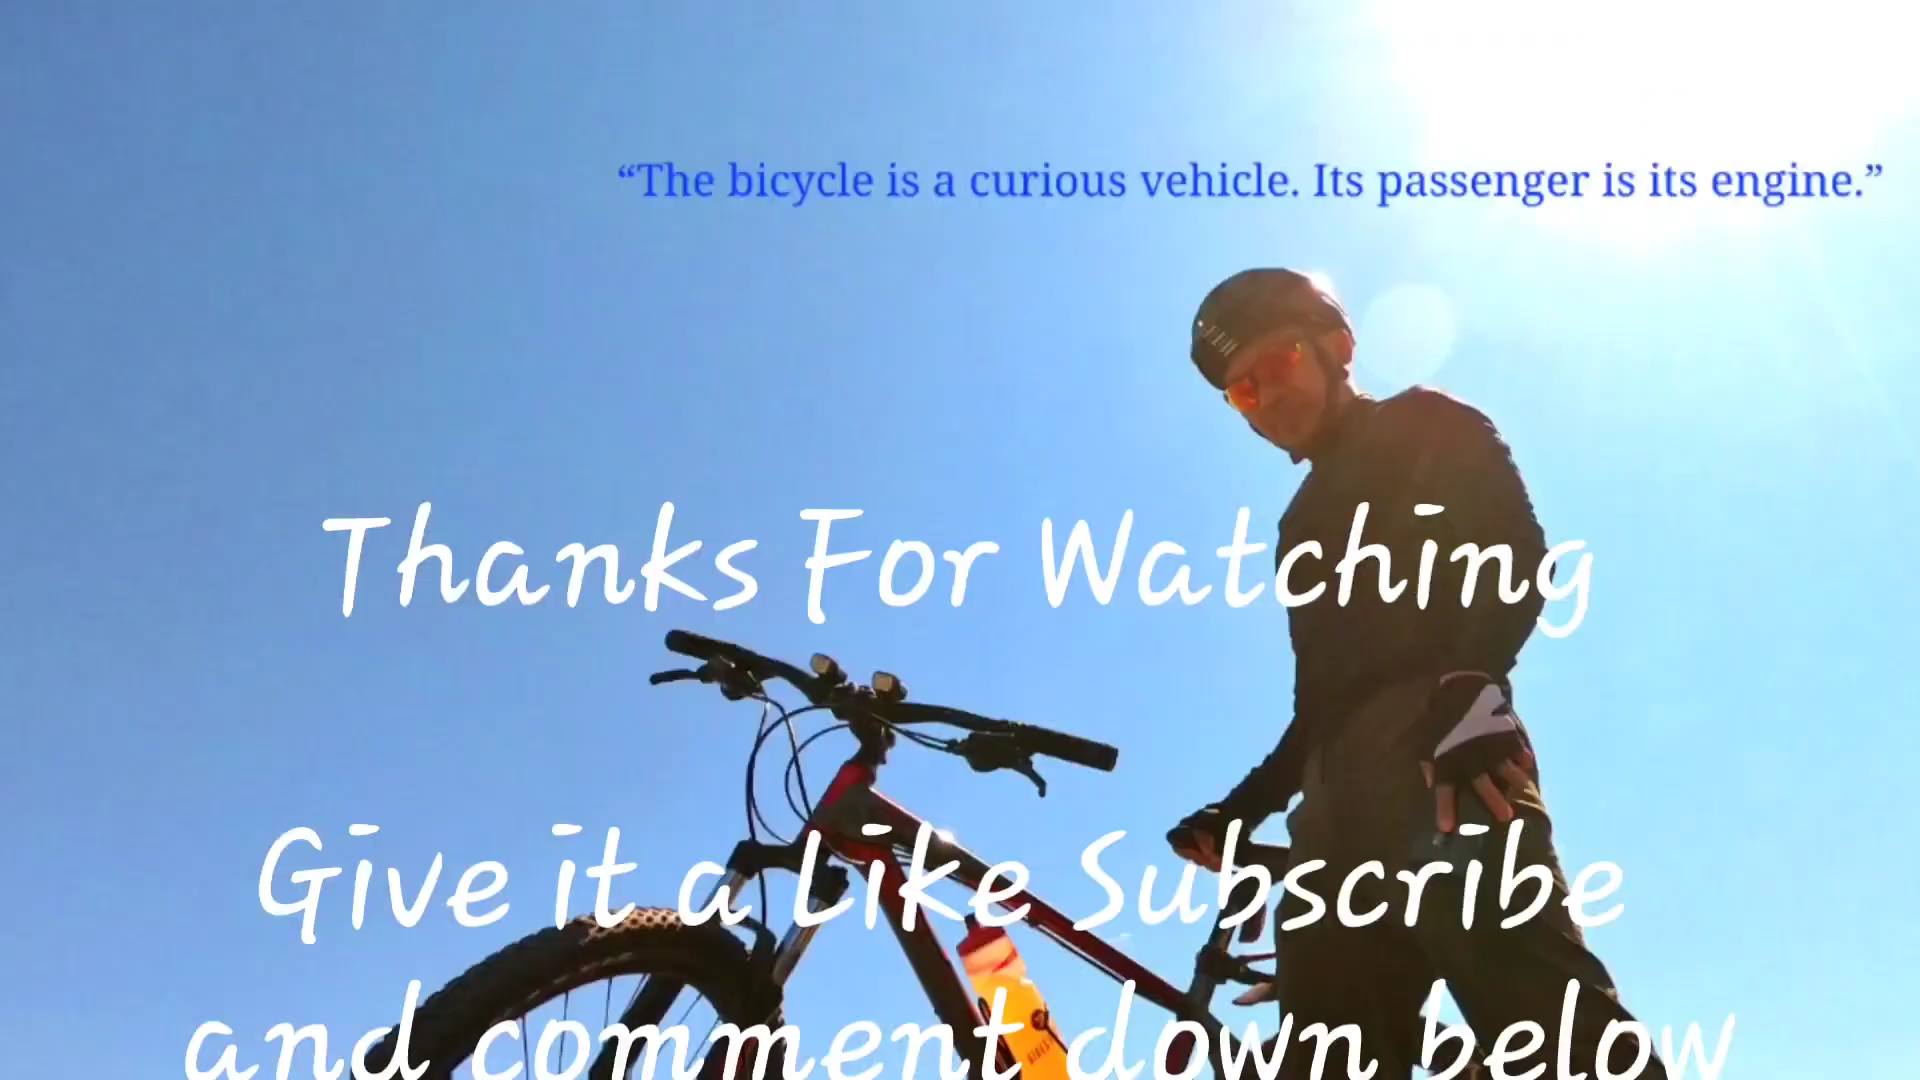 “The bicycle is a curious vehicle. Its passenger is its engine.”
Thanks For Watching
Give it a Like Subscribe
and comment down below